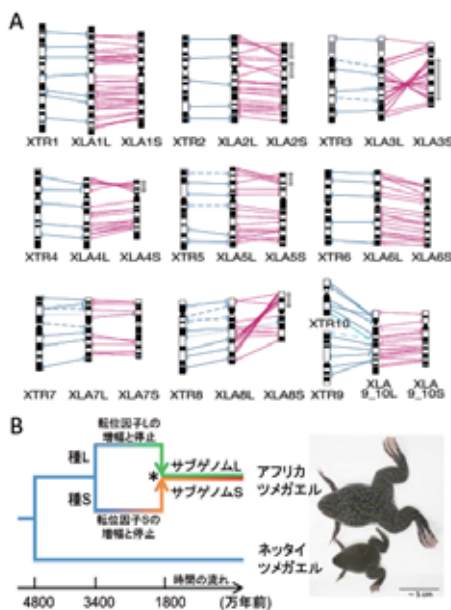 A
XTR1 XLA1L XLA1S
XTR2 XLA2L XLA2S
XTR3 XLA3L XLA3S
XTR4 XLA4L XLA4S
XTR5 XLA5L XLA5S
XTR6 XLA6L XLA6S
XTR7 XLA7L XLA7S
XTR8 XLA8L XLA8S
XTR10
XTR9 XLA 9_10L XLA 9_10S
B
転位因子Lの
増幅と停止
種L
サブゲノムL
*
サブゲノムS
種S
転位因子Sの
増幅と停止
アフリカ
ツメガエル
ネッタイ
ツメガエル
時間の流れ
4800 3400 1800 (万年前)
5 cm